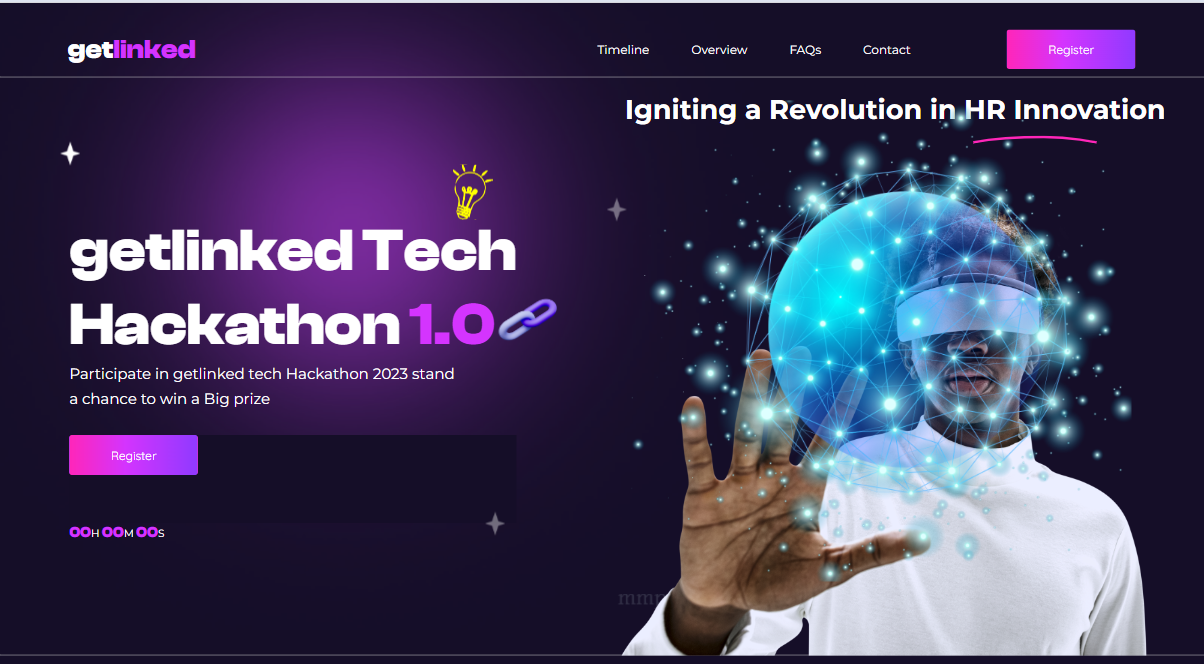 getlinked
Timeline Overview FAQs Contact Register
Igniting a Revolution in HR Innovation
getlinked Tech
Hackathon 1.0
Participate in getlinked tech Hackathon 2023 stand
a chance to win a Big prize
Register
00H 00M 00S